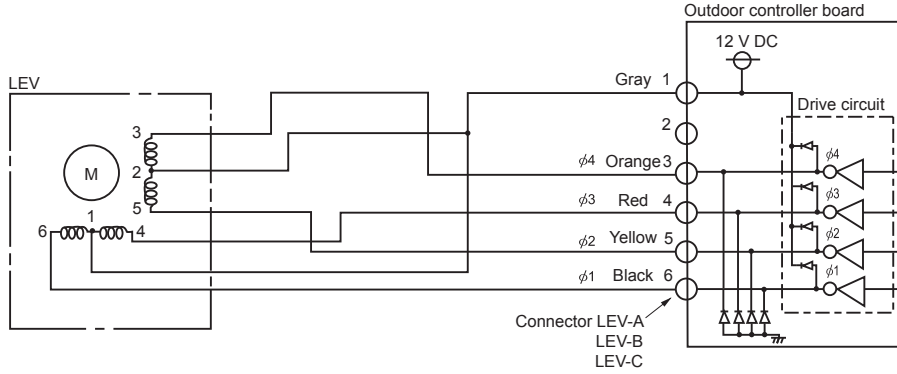 Outdoor controller board
12 V DC
LEV
Gray 1
Drive circuit
3
2
ϕ4
M
2
ϕ4 Orange 3
ϕ3
5
ϕ3 Red 4
1
ϕ2
6 4
ϕ2 Yellow 5
ϕ1
ϕ1 Black 6
Connector LEV-A
LEV-B
LEV-C